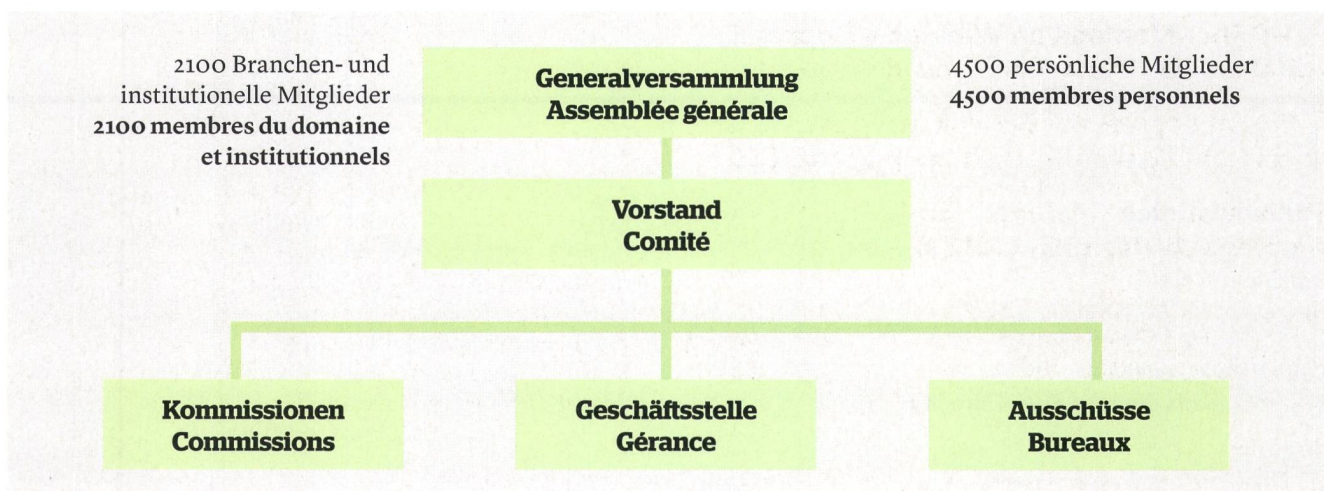 2100 Branchen- und
institutionelle Mitglieder
2100 membres du domaine
et institutionnels
Generalversammlung
Assemblée générale
4500 persönliche Mitglieder
4500 membres personnels
Vorstand
Comité
Kommissionen
Commissions
Geschäftsstelle
Gérance
Ausschüsse
Bureaux